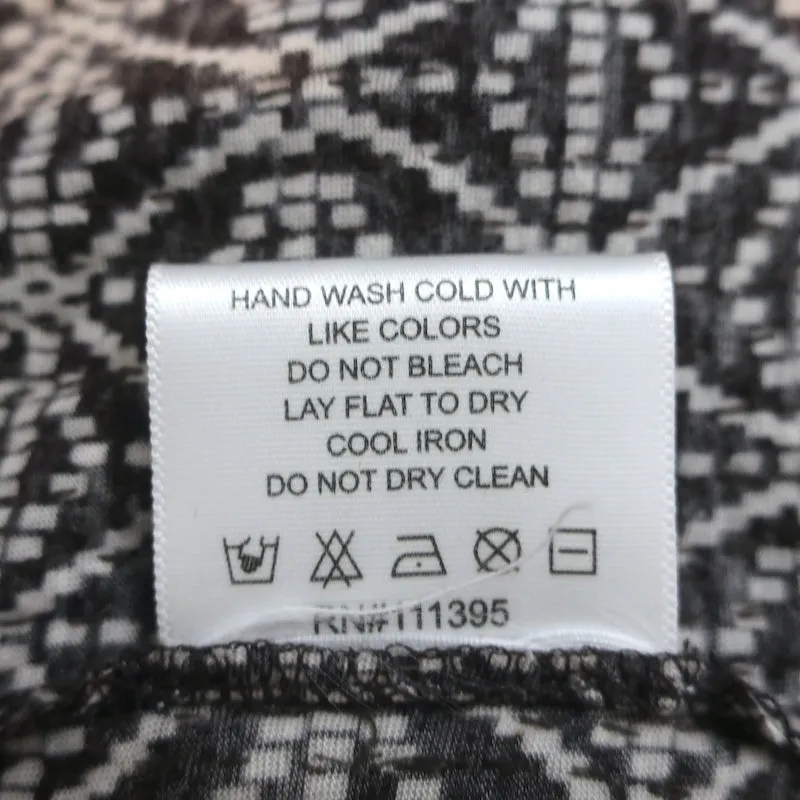 HAND WASH COLD WITH
LIKE COLORS
DO NOT BLEACH
LAY FLAT TO DRY
COOL IRON
DO NOT DRY CLEAN
RN#111395